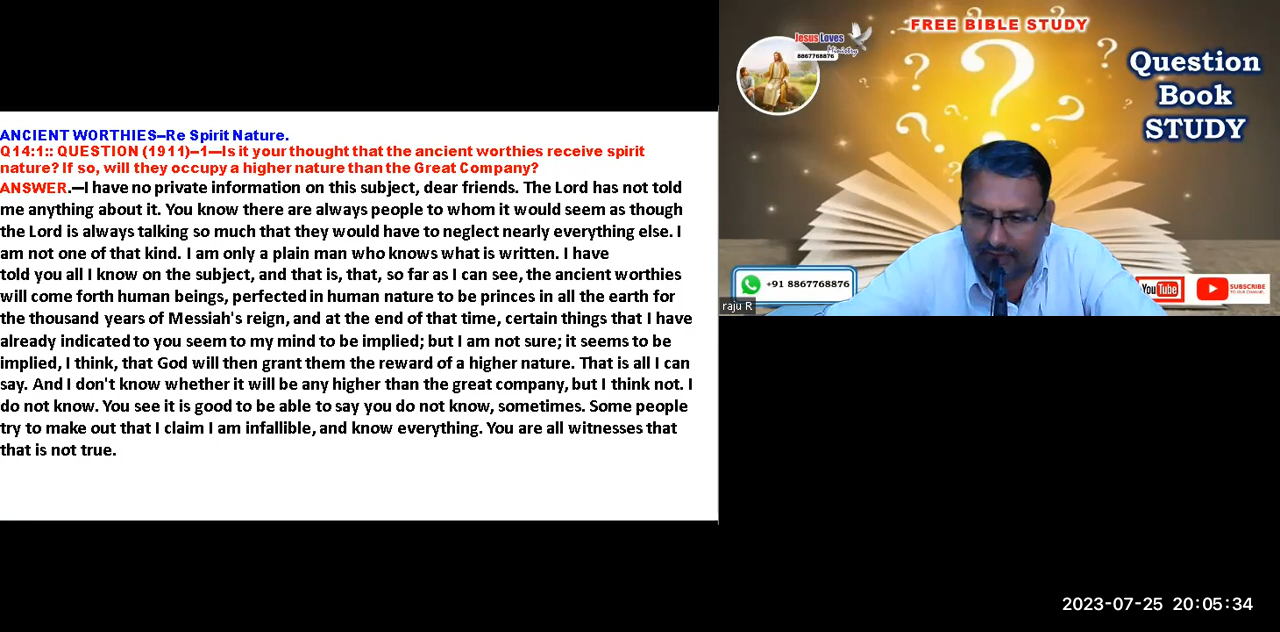 ANCIENT WORTHIES--Re Spirit Nature.
Q14:1:: QUESTION (1911)--1--Is it your thought that the ancient worthies receive spirit
nature? If so, will they occupy a higher nature than the Great Company?
ANSWER.—I have no private information on this subject, dear friends. The Lord has not told
me anything about it. You know there are always people to whom it would seem as though
the Lord is always talking so much that they would have to neglect nearly everything else. I
am not one of that kind. I am only a plain man who knows what is written. I have
told you all I know on the subject, and that is, that, so far as I can see, the ancient worthies
will come forth human beings, perfected in human nature to be princes in all the earth for
the thousand years of Messiah's reign, and at the end of that time, certain things that I have
already indicated to you seem to my mind to be implied; but I am not sure; it seems to be
implied, I think, that God will then grant them the reward of a higher nature. That is all I can
say. And I don't know whether it will be any higher than the great company, but I think not. I
do not know. You see it is good to be able to say you do not know, sometimes. Some people
try to make out that I claim I am infallible, and know everything. You are all witnesses that
that is not true.
FREE BIBLE STUDY
Jesus Loves
Ministry
8867768876
Question
Book
STUDY
+91 8867768876
YouTube
SUBSCRIBE
TO OUR CHANNEL
raju R
2023-07-25 20:05:34